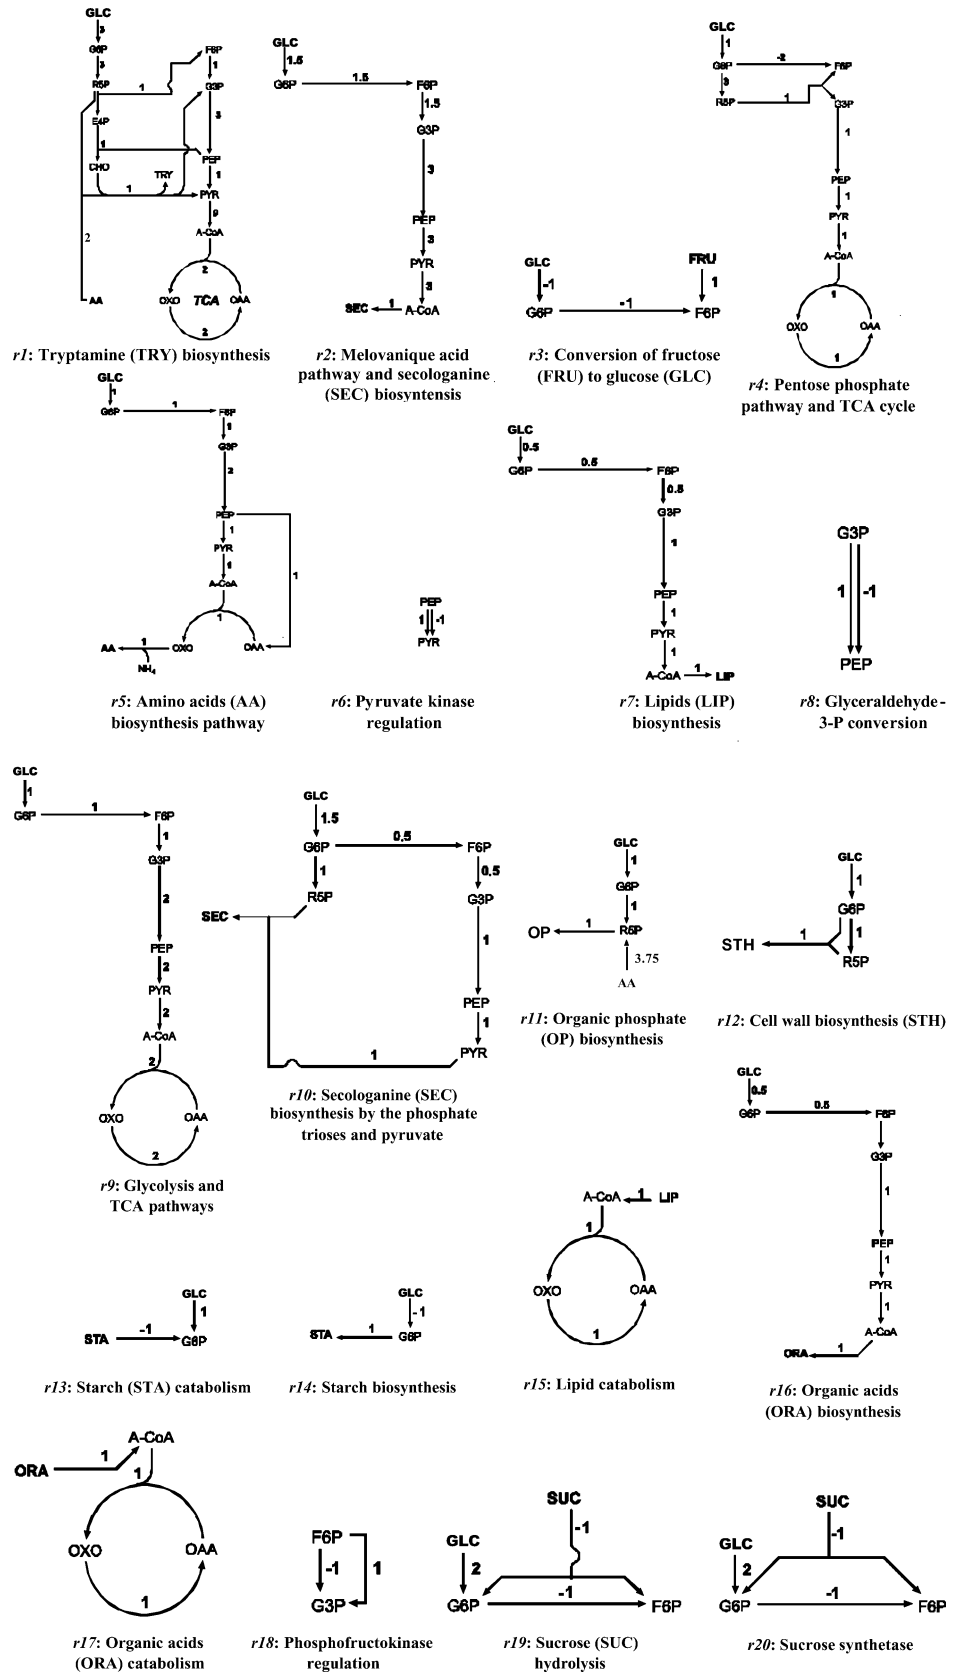 GLC
3
G6P
3
R5P
1
F6P
1
G3P
E4P
3
1
CHO
PEP
TRY
1
1
PYR
9
2
A-CoA
2
AA
OXO
TCA
OAA
2
r1: Tryptamine (TRY) biosynthesis
GLC
1.5
G6P
1.5
F6P
1.5
G3P
3
PEP
3
PYR
3
SEC
1
A-CoA
r2: Melovanique acid
pathway and secologanine
(SEC) biosyntensis
GLC
-1
G6P
-1
FRU
1
F6P
r3: Conversion of fructose
(FRU) to glucose (GLC)
GLC
1
G6P
-2
F6P
3
R5P
1
G3P
1
PEP
1
PYR
1
A-CoA
1
OXO
OAA
1
r4: Pentose phosphate
pathway and TCA cycle
GLC
1
G6P
1
F6P
1
G3P
2
PEP
1
PYR
1
A-CoA
1
1
AA
1
OXO
OAA
NH4
r5: Amino acids (AA)
biosynthesis pathway
PEP
1
-1
PYR
r6: Pyruvate kinase
regulation
GLC
0.5
G6P
0.5
F6P
0.5
G3P
1
PEP
1
PYR
1
A-CoA
1
LIP
r7: Lipids (LIP)
biosynthesis
G3P
1
-1
PEP
r8: Glyceraldehyde-
3-P conversion
GLC
1
G6P
1
F6P
1
G3P
2
PEP
2
PYR
2
A-CoA
2
OXO
OAA
2
r9: Glycolysis and
TCA pathways
GLC
1.5
G6P
0.5
F6P
1
0.5
R5P
G3P
SEC
1
PEP
1
1
PYR
r10: Secologanine (SEC)
biosynthesis by the phosphate
trioses and pyruvate
GLC
1
G6P
1
OP
1
R5P
3.75
AA
r11: Organic phosphate
(OP) biosynthesis
GLC
1
G6P
1
STH
1
R5P
r12: Cell wall biosynthesis (STH)
GLC
1
STA
-1
G6P
r13: Starch (STA) catabolism
GLC
-1
STA
1
G6P
r14: Starch biosynthesis
A-CoA
1
LIP
1
OXO
OAA
1
r15: Lipid catabolism
GLC
0.5
G6P
0.5
F6P
G3P
1
PEP
1
PYR
1
A-CoA
ORA
1
r16: Organic acids
(ORA) biosynthesis
A-CoA
ORA
1
1
OXO
OAA
1
r17: Organic acids
(ORA) catabolism
F6P
-1
1
G3P
r18: Phosphofructokinase
regulation
SUC
-1
GLC
2
G6P
-1
F6P
r19: Sucrose (SUC)
hydrolysis
SUC
-1
GLC
2
G6P
-1
F6P
r20: Sucrose synthetase